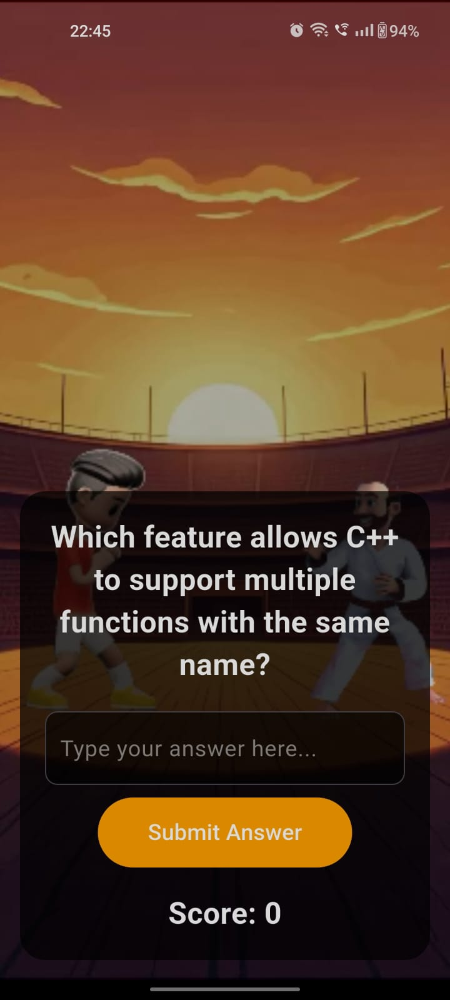 22:45
94%
Which feature allows C++
to support multiple
functions with the same
name?
Type your answer here...
Submit Answer
Score: 0